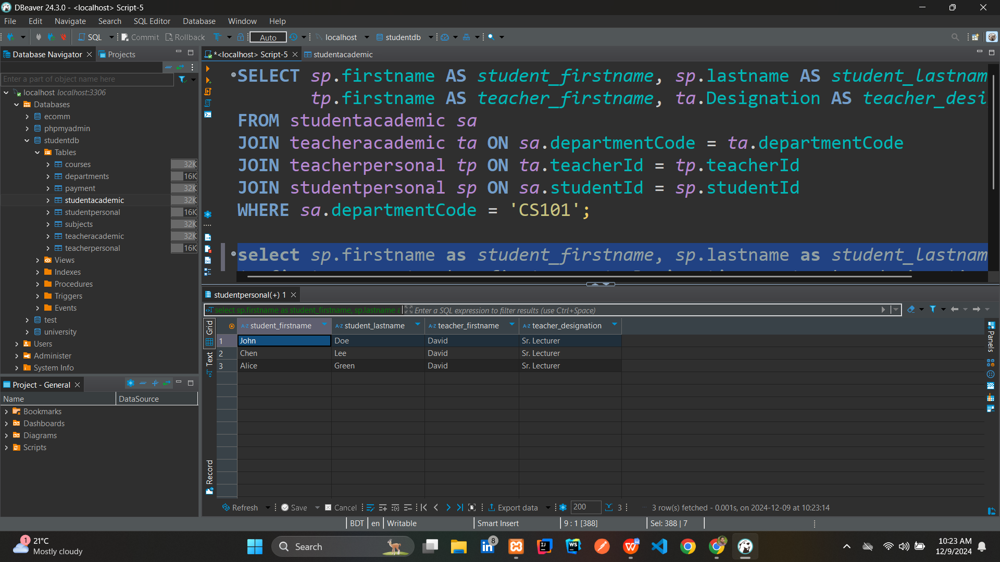 DBeaver 24.3.0 - <localhost> Script-5
File Edit Navigate Search SQL Editor Database Window Help
SQL Commit Rollback Auto localhost studentdb
Database Navigator Projects
*<localhost> Script-5 studentacademic
Enter a part of object name here
localhost localhost:3306
Databases
ecomm
phpmyadmin
studentdb
Tables
courses 32K
departments 16K
payment 32K
studentacademic 32K
studentpersonal 16K
subjects 32K
teacheracademic 32K
teacherpersonal 16K
Views
Indexes
Procedures
Triggers
Events
test
university
Users
Administer
System Info
SELECT sp.firstname AS student_firstname, sp.lastname AS student_lastnam
tp.firstname AS teacher_firstname, ta.Designation AS teacher_desi
FROM studentacademic sa
JOIN teacheracademic ta ON sa.departmentCode = ta.departmentCode
JOIN teacherpersonal tp ON ta.teacherId = tp.teacherId
JOIN studentpersonal sp ON sa.studentId = sp.studentId
WHERE sa.departmentCode = 'CS101';
select sp.firstname as student_firstname, sp.lastname as student_lastnam
studentpersonal(+) 1
select sp.firstname as student_firstname, sp.lastname a Enter a SQL expression to filter results (use Ctrl+Space)
Grid
Text
Record
Panels
student_firstname student_lastname teacher_firstname teacher_designation
1 John Doe David Sr. Lecturer
2 Chen Lee David Sr. Lecturer
3 Alice Green David Sr. Lecturer
Refresh Save Cancel Export data 200 3 3 row(s) fetched - 0.001s, on 2024-12-09 at 10:23:14
Project - General
Name DataSource
Bookmarks
Dashboards
Diagrams
Scripts
BDT en Writable Smart Insert 9 : 1 [388] Sel: 388 | 7
1
21°C
Mostly cloudy
Search
8
10:23 AM
12/9/2024